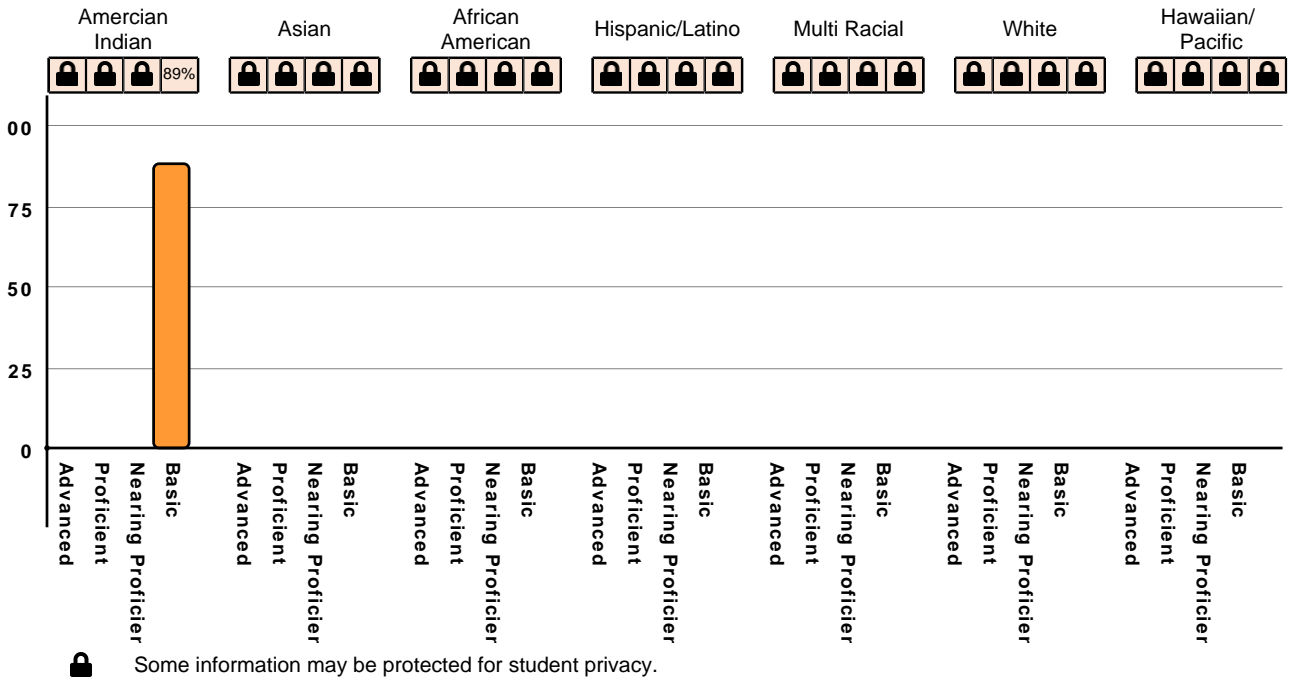 Amercian
Indian
Asian
African
American
Hispanic/Latino
Multi Racial
White
Hawaiian/
Pacific
89%
00
75
50
25
0
Advanced
Proficient
Nearing Proficier
Basic
Advanced
Proficient
Nearing Proficier
Basic
Advanced
Proficient
Nearing Proficier
Basic
Advanced
Proficient
Nearing Proficier
Basic
Advanced
Proficient
Nearing Proficier
Basic
Advanced
Proficient
Nearing Proficier
Basic
Advanced
Proficient
Nearing Proficier
Basic
Some information may be protected for student privacy.